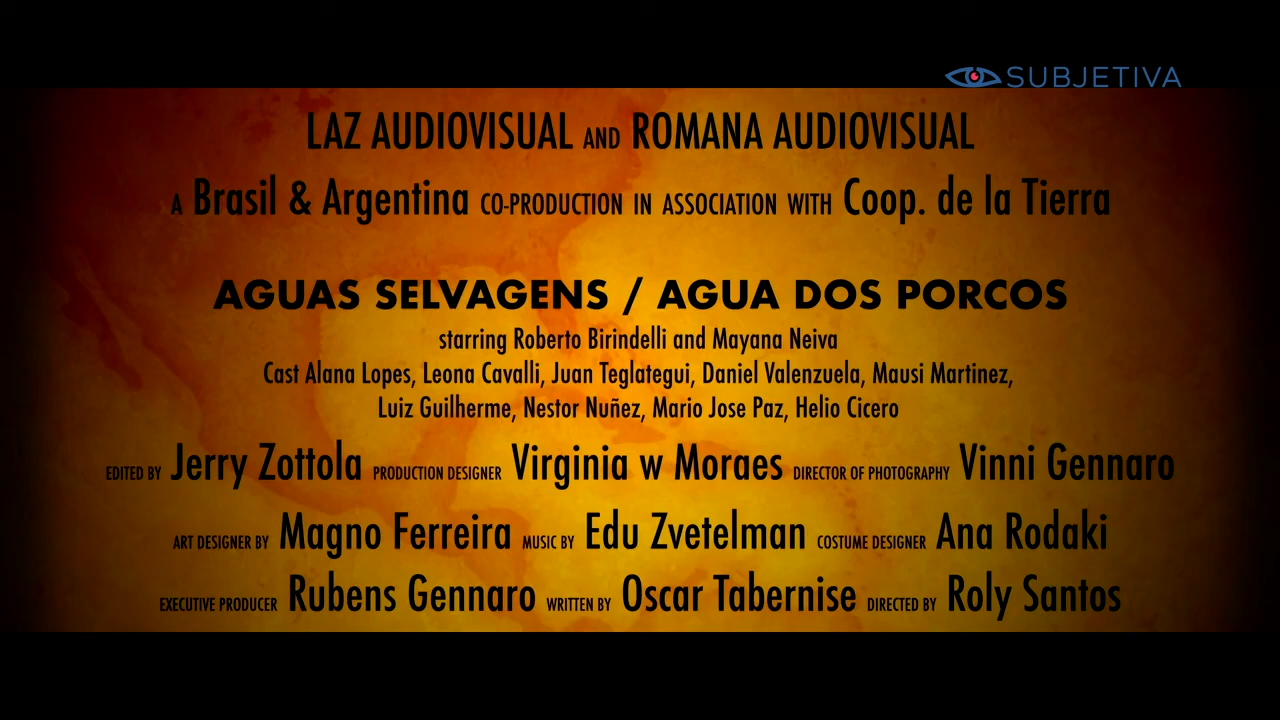 SUBJETIVA
LAZ AUDIOVISUAL AND ROMANA AUDIOVISUAL
A Brasil & Argentina CO-PRODUCTION IN ASSOCIATION WITH Coop. de la Tierra
AGUAS SELVAGENS / AGUA DOS PORCOS
starring Roberto Birindelli and Mayana Neiva
Cast Alana Lopes, Leona Cavalli, Juan Teglategui, Daniel Valenzuela, Mausi Martinez,
Luiz Guilherme, Nestor Nuñez, Mario Jose Paz, Helio Cicero
EDITED BY Jerry Zottola PRODUCTION DESIGNER Virginia w Moraes DIRECTOR OF PHOTOGRAPHY Vinni Gennaro
ART DESIGNER BY Magno Ferreira MUSIC BY Edu Zvetelman COSTUME DESIGNER Ana Rodaki
EXECUTIVE PRODUCER Rubens Gennaro WRITTEN BY Oscar Tabernise DIRECTED BY Roly Santos